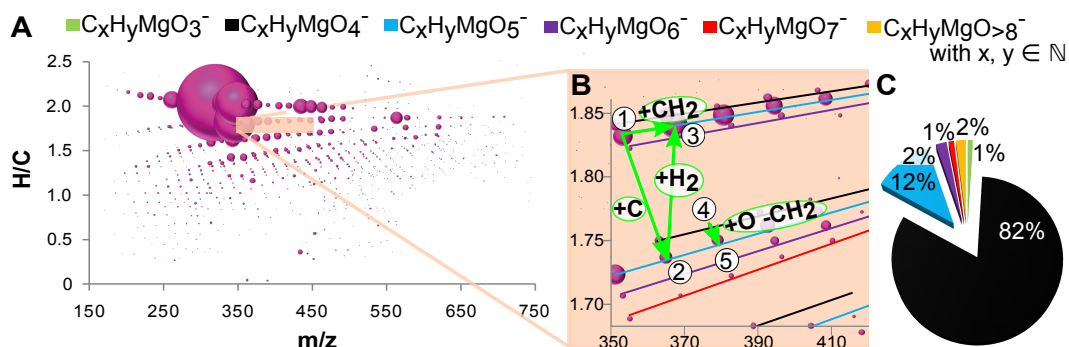 CxHyMgO3- CxHyMgO4- CxHyMgO5- CxHyMgO6- CxHyMgO7- CxHyMgO>8-
with x, y ∈ ℕ
A
2.5
2.0
1.5
1.0
0.5
0
H/C
150 250 350 450 550 650 750
m/z
B
1.85
1.80
1.75
1.70
350 370 390 410
1
+CH2
3
+C
+H2
4
+O -CH2
2
5
C
1% 2%
2% 1%
12%
82%